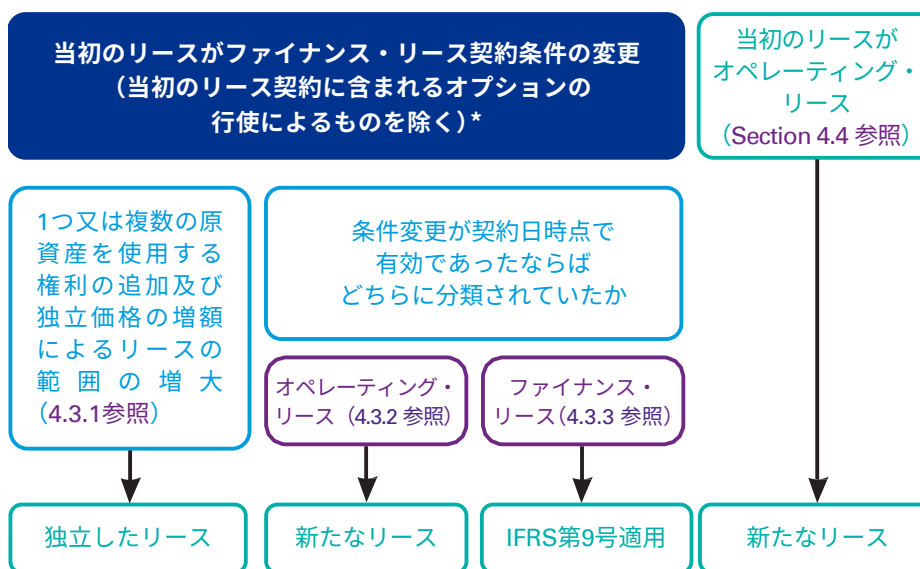 当初のリースがファイナンス・リース契約条件の変更
（当初のリース契約に含まれるオプションの
行使によるものを除く）*
当初のリースが
オペレーティング・
リース
（Section 4.4 参照）
1つ又は複数の原
資産を使用する
権利の追加及び
独立価格の増額
によるリースの
範囲の増大
（4.3.1参照）
条件変更が契約日時点で
有効であったならば
どちらに分類されていたか
オペレーティング・
リース（4.3.2 参照）
ファイナンス・
リース（4.3.3 参照）
独立したリース
新たなリース
IFRS第9号適用
新たなリース